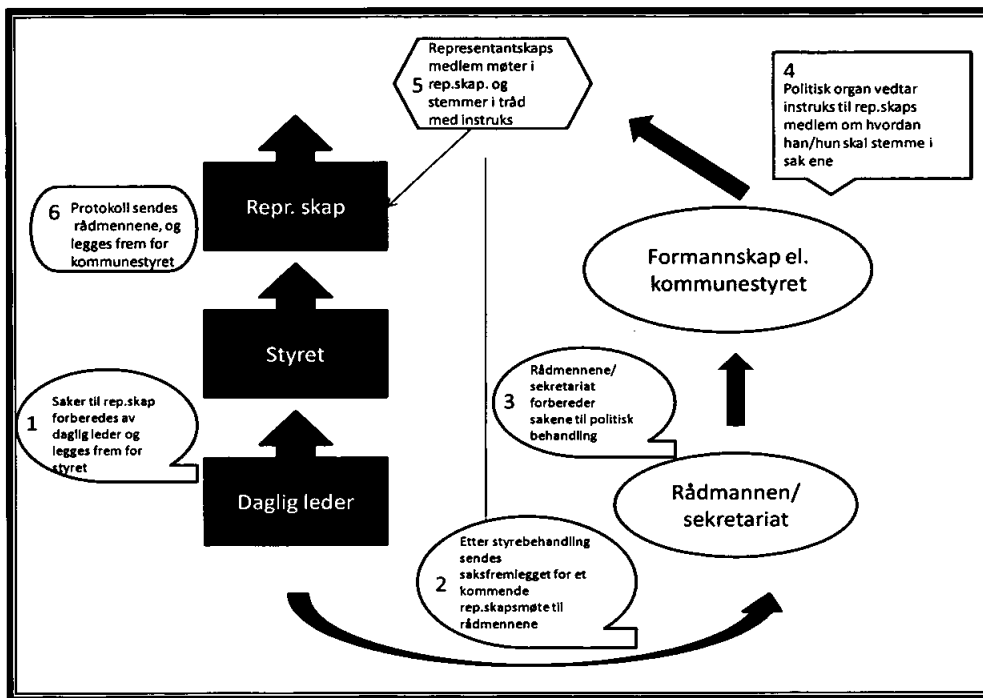 1
Saker til rep.skap
forberedes av
daglig leder og
legges frem for
styret
2
Etter styrebehandling
sendes
saksfremlegget for et
kommende
rep.skapsmøte til
rådmennene
3
Rådmennene/
sekretariat
forbereder
sakene til politisk
behandling
4
Politisk organ vedtar
instruks til rep.skaps
medlem om hvordan
han/hun skal stemme i
sak ene
5
Representantskaps
medlem møter i
rep.skap. og
stemmer i tråd
med instruks
6
Protokoll sendes
rådmennene, og
legges frem for
kommunestyret
Repr. skap
Styret
Daglig leder
Formannskap el.
kommunestyret
Rådmannen/
sekretariat